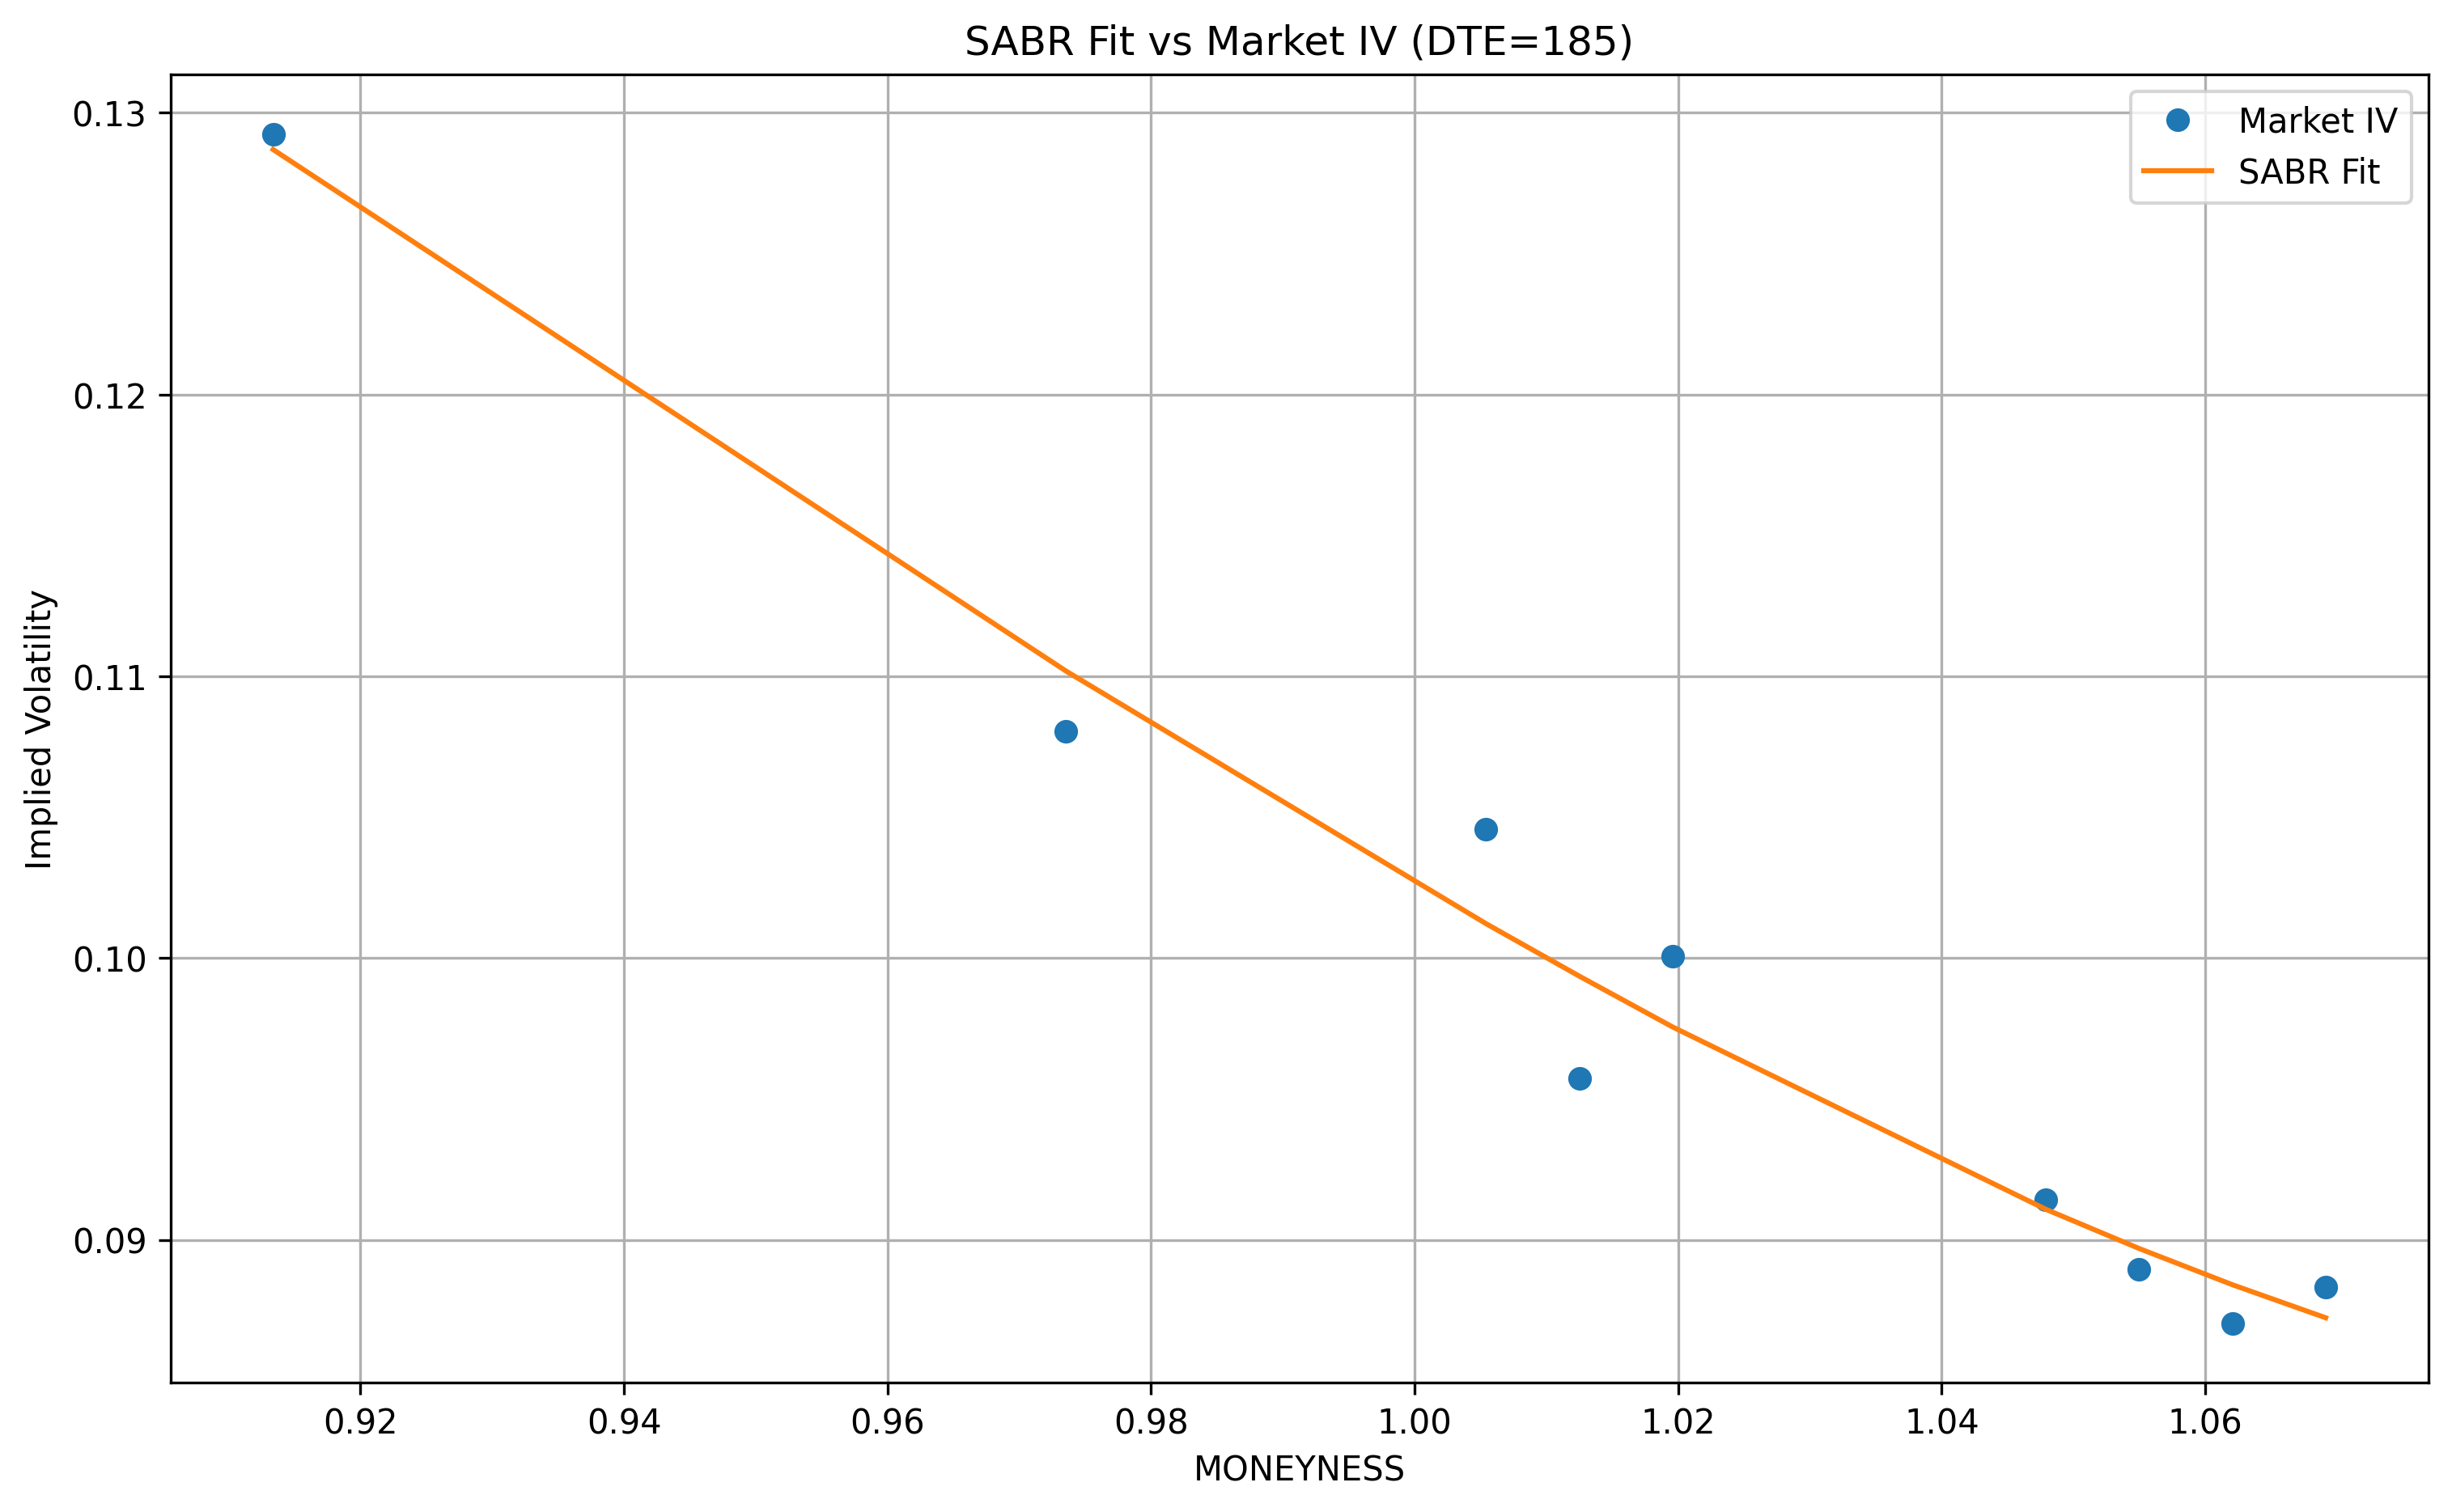 SABR Fit vs Market IV (DTE=185)
Market IV
SABR Fit
Implied Volatility
0.13
0.12
0.11
0.10
0.09
0.92 0.94 0.96 0.98 1.00 1.02 1.04 1.06
MONEYNESS